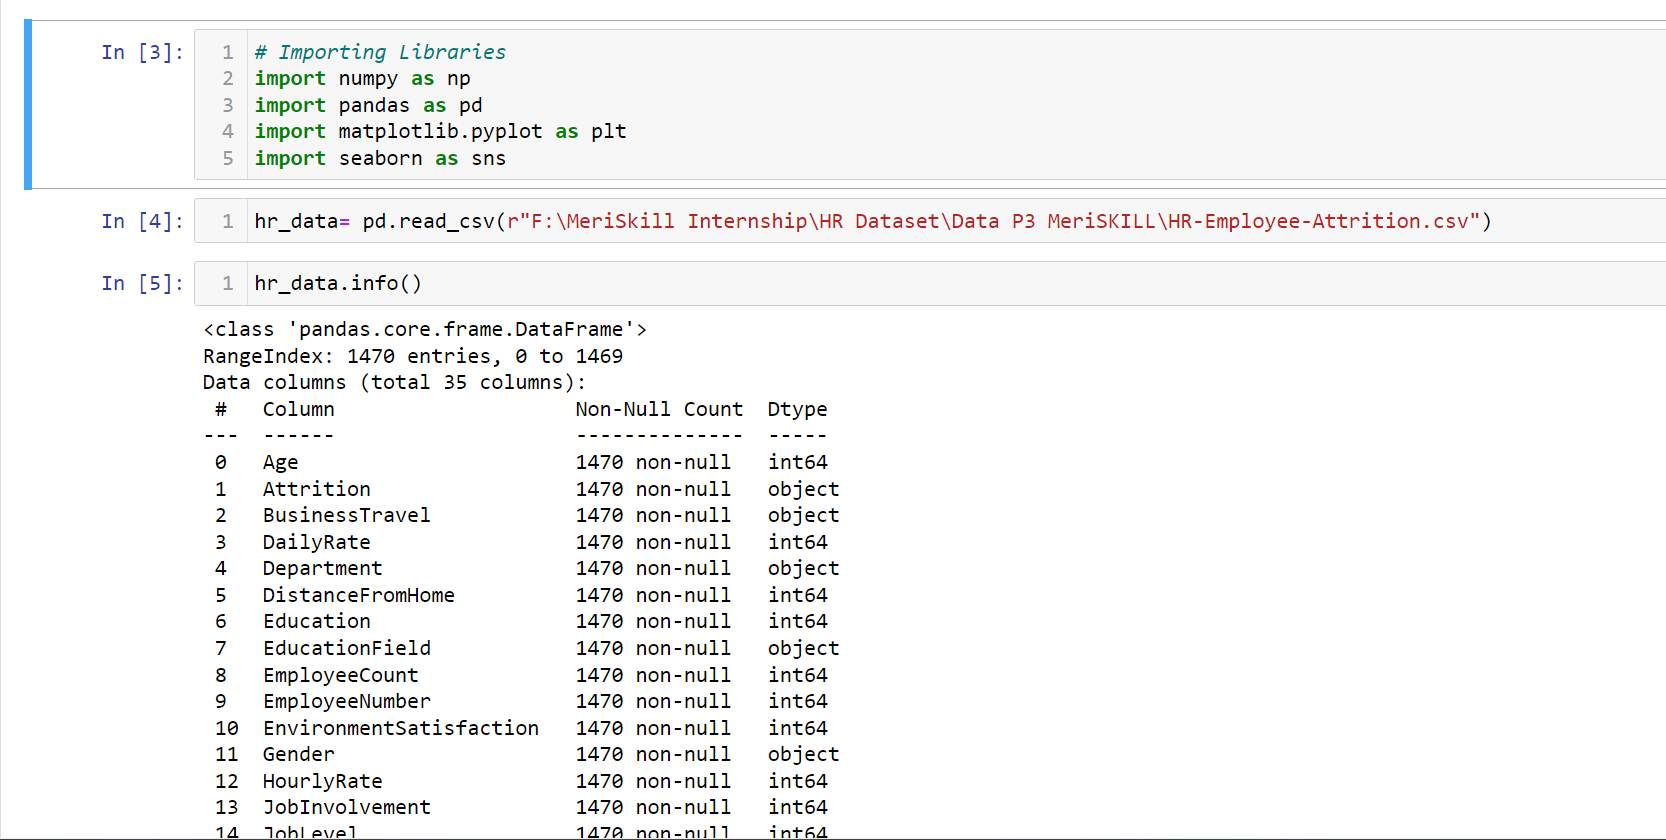 In [3]:
1 # Importing Libraries
2 import numpy as np
3 import pandas as pd
4 import matplotlib.pyplot as plt
5 import seaborn as sns
In [4]: 1 hr_data= pd.read_csv(r"F:\MeriSkill Internship\HR Dataset\Data P3 MeriSKILL\HR-Employee-Attrition.csv")
In [5]: 1 hr_data.info()
<class 'pandas.core.frame.DataFrame'>
RangeIndex: 1470 entries, 0 to 1469
Data columns (total 35 columns):
# Column Non-Null Count Dtype
--- ------ -------------- -----
0 Age 1470 non-null int64
1 Attrition 1470 non-null object
2 BusinessTravel 1470 non-null object
3 DailyRate 1470 non-null int64
4 Department 1470 non-null object
5 DistanceFromHome 1470 non-null int64
6 Education 1470 non-null int64
7 EducationField 1470 non-null object
8 EmployeeCount 1470 non-null int64
9 EmployeeNumber 1470 non-null int64
10 EnvironmentSatisfaction 1470 non-null int64
11 Gender 1470 non-null object
12 HourlyRate 1470 non-null int64
13 JobInvolvement 1470 non-null int64
14 JobLevel 1470 non-null int64